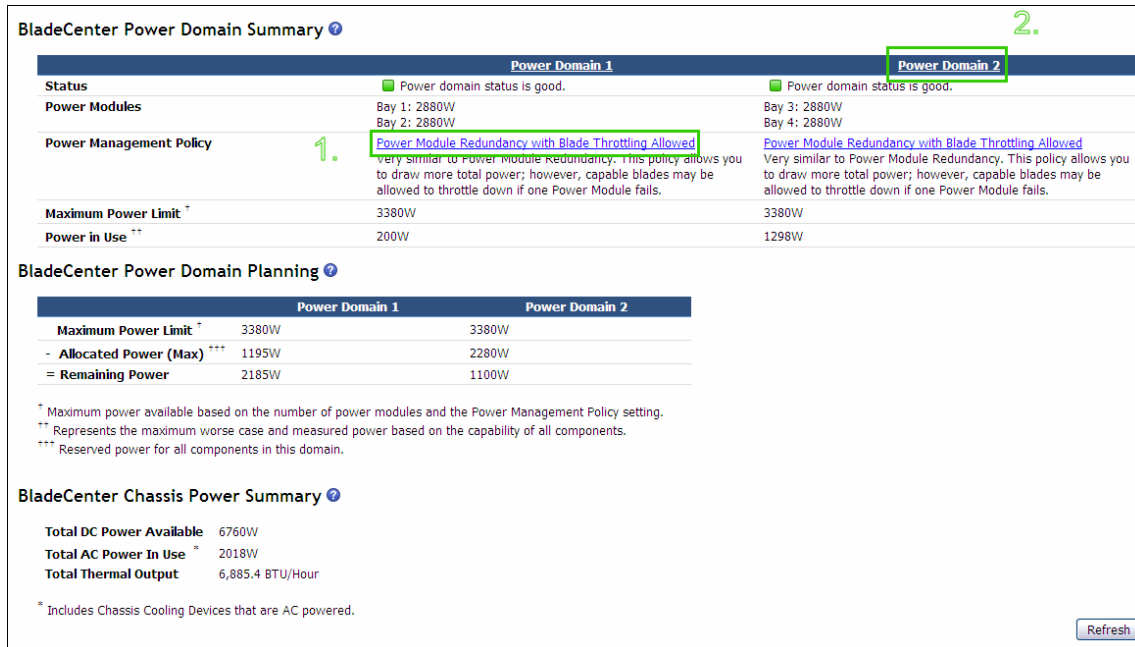 2.
BladeCenter Power Domain Summary ?
Power Domain 1 Power Domain 2
Status Power domain status is good. Power domain status is good.
Power Modules Bay 1: 2880W Bay 3: 2880W
Bay 2: 2880W Bay 4: 2880W
1.
Power Management Policy Power Module Redundancy with Blade Throttling Allowed Power Module Redundancy with Blade Throttling Allowed
Very similar to Power Module Redundancy. This policy allows you Very similar to Power Module Redundancy. This policy allows you
to draw more total power; however, capable blades may be to draw more total power; however, capable blades may be
allowed to throttle down if one Power Module fails. allowed to throttle down if one Power Module fails.
Maximum Power Limit † 3380W 3380W
Power in Use †† 200W 1298W
BladeCenter Power Domain Planning ?
Power Domain 1 Power Domain 2
Maximum Power Limit † 3380W 3380W
- Allocated Power (Max) ††† 1195W 2280W
= Remaining Power 2185W 1100W
† Maximum power available based on the number of power modules and the Power Management Policy setting.
†† Represents the maximum worse case and measured power based on the capability of all components.
††† Reserved power for all components in this domain.
BladeCenter Chassis Power Summary ?
Total DC Power Available 6760W
Total AC Power In Use * 2018W
Total Thermal Output 6,885.4 BTU/Hour
* Includes Chassis Cooling Devices that are AC powered.
Refresh